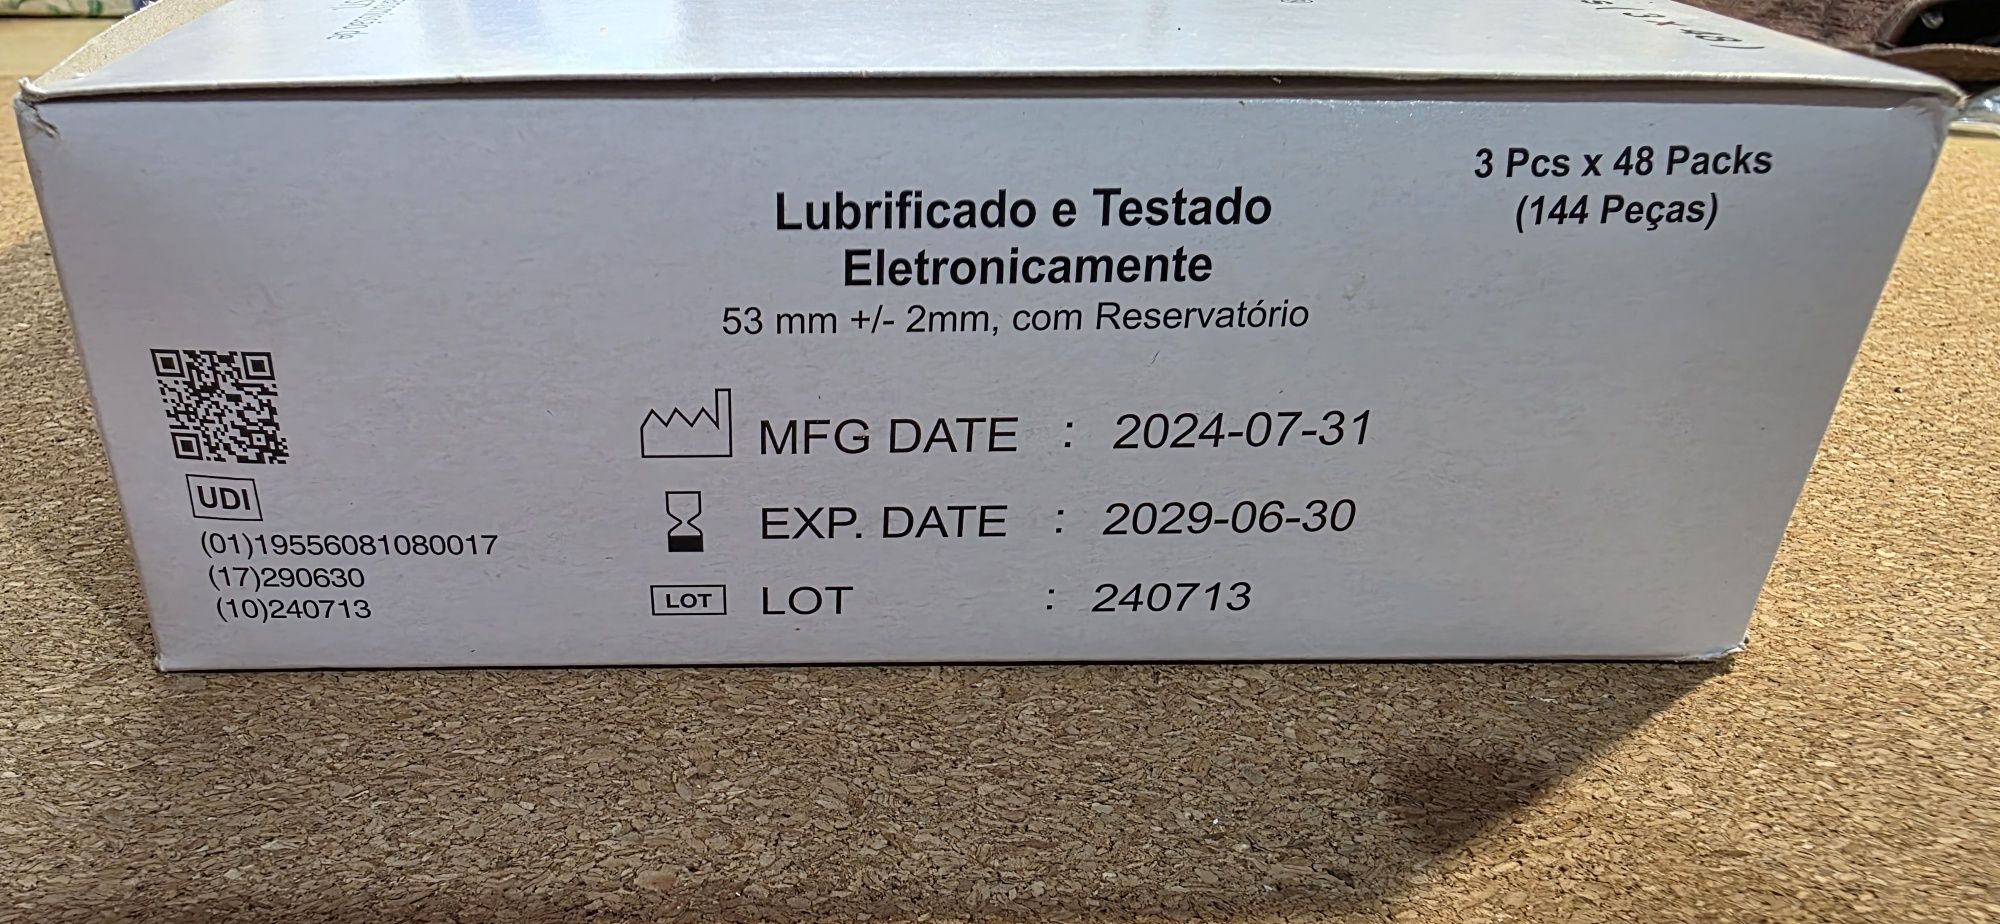 3 Pcs x 48 Packs
(144 Peças)
Lubrificado e Testado
Eletronicamente
53 mm +/- 2mm, com Reservatório
MFG DATE : 2024-07-31
EXP. DATE : 2029-06-30
LOT LOT : 240713
UDI
(01)19556081080017
(17)290630
(10)240713